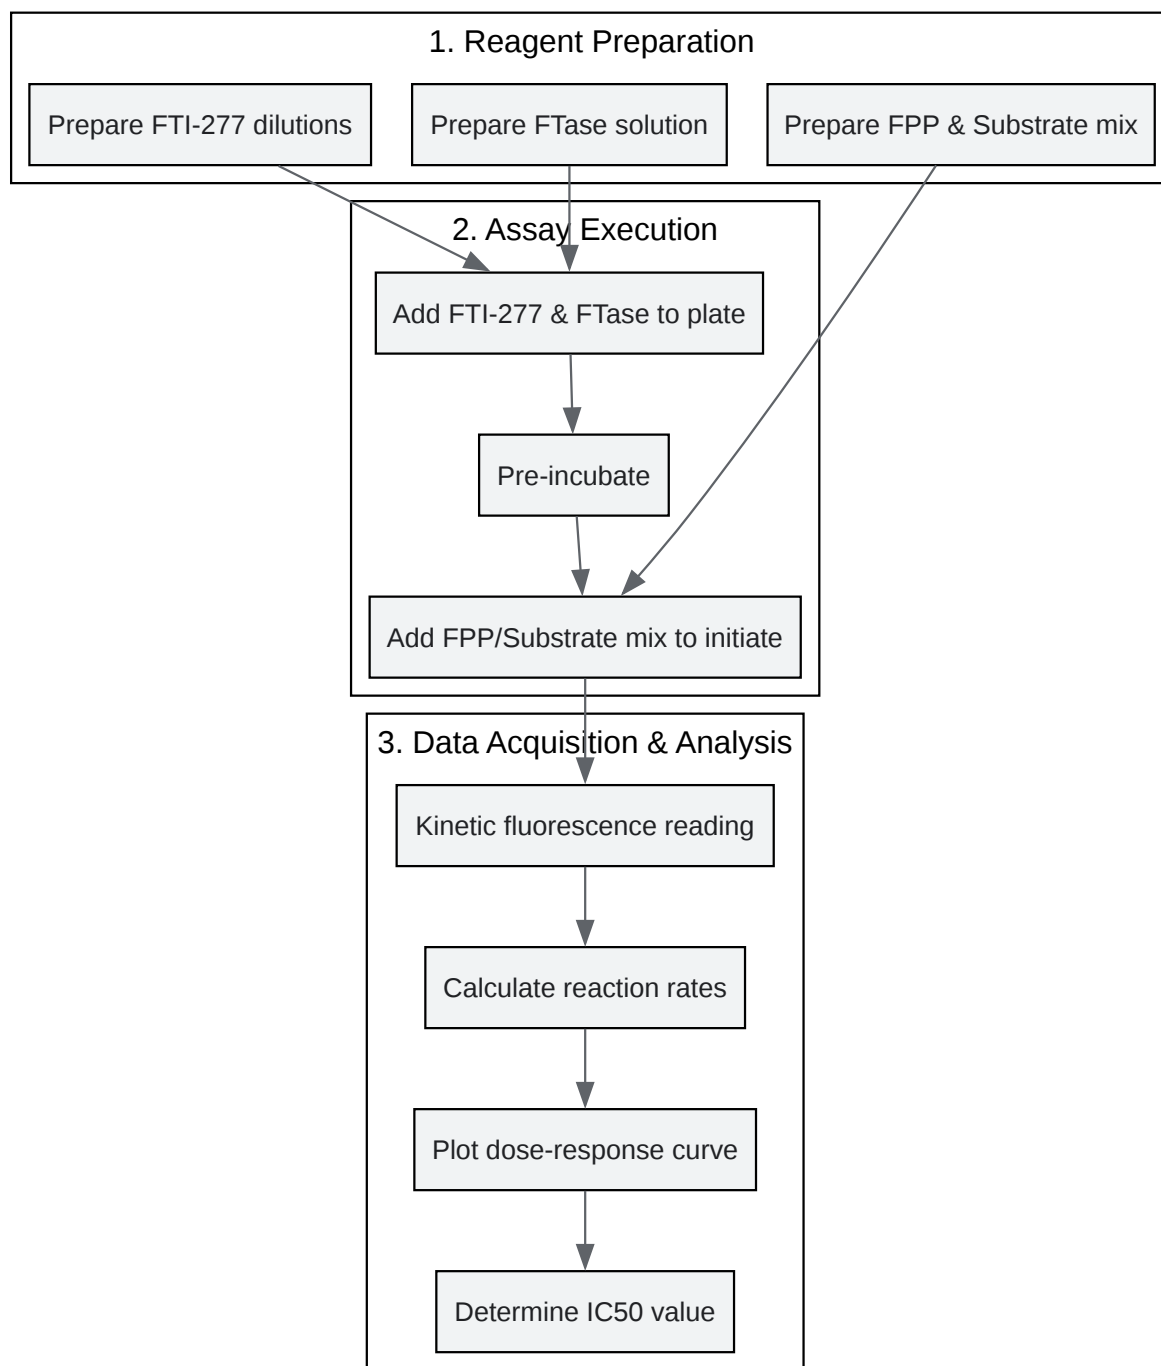 1. Reagent Preparation
Prepare FTI-277 dilutions
Prepare FTase solution
Prepare FPP & Substrate mix
2. Assay Execution
Add FTI-277 & FTase to plate
Pre-incubate
Add FPP/Substrate mix to initiate
3. Data Acquisition & Analysis
Kinetic fluorescence reading
Calculate reaction rates
Plot dose-response curve
Determine IC50 value